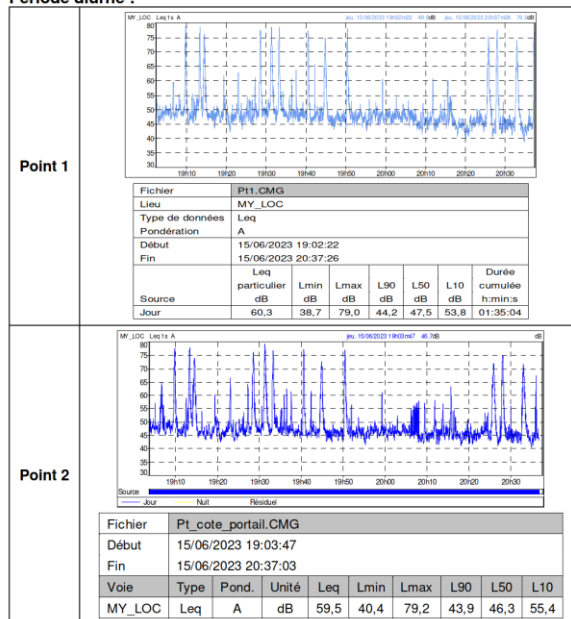 Période diurne :
Point 1
MY_LOC Leq 1s A jeu. 15/06/2023 19h02m22 49.9dB jeu. 15/06/2023 20h37m26 dB
80
75
70
65
60
55
50
45
40
35
30
19h10 19h20 19h30 19h40 19h50 20h00 20h10 20h20 20h30
Fichier Pt1.CMG
Lieu MY_LOC
Type de données Leq
Pondération A
Début 15/06/2023 19:02:22
Fin 15/06/2023 20:37:26
Leq Durée
particulier Lmin Lmax L90 L50 L10 cumulée
Source dB dB dB dB dB dB h:min:s
Jour 60,3 38,7 79,0 44,2 47,5 53,8 01:35:04
Point 2
MY_LOC Leq 1s A jeu. 15/06/2023 19h03m47 46.7dB dB
80
75
70
65
60
55
50
45
40
35
30
19h10 19h20 19h30 19h40 19h50 20h00 20h10 20h20 20h30
Source
Jour Nuit Résiduel
Fichier Pt_cote_portail.CMG
Début 15/06/2023 19:03:47
Fin 15/06/2023 20:37:03
Voie Type Pond. Unité Leq Lmin Lmax L90 L50 L10
MY_LOC Leq A dB 59,5 40,4 79,2 43,9 46,3 55,4